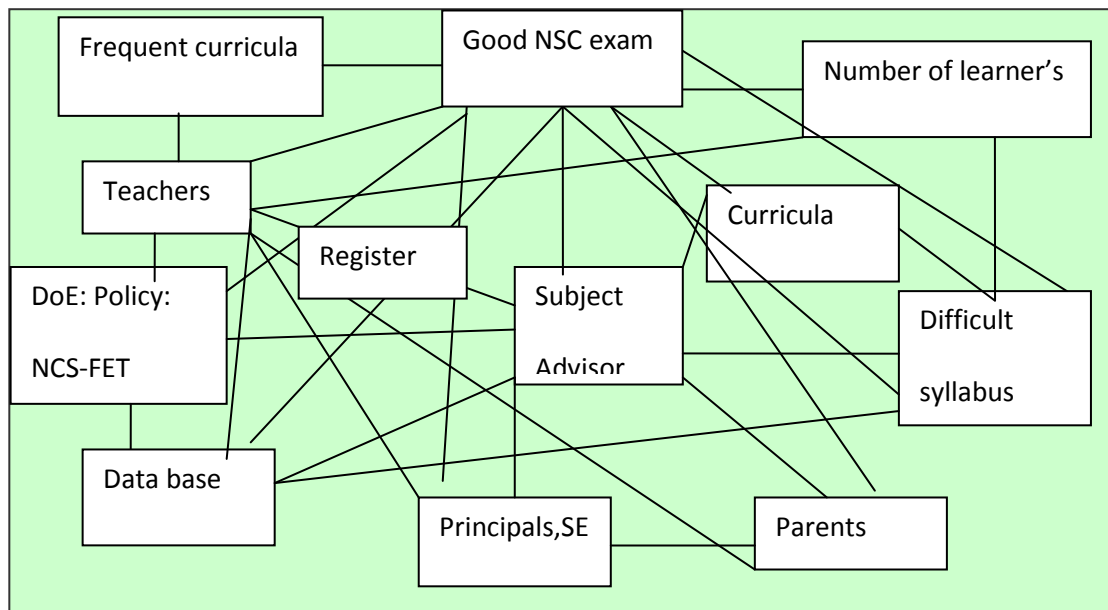 Frequent curricula
Good NSC exam
Number of learner's
Teachers
Curricula
Register
DoE: Policy:
NCS-FET
Subject
Advisor
Difficult
syllabus
Data base
Principals,SE
Parents